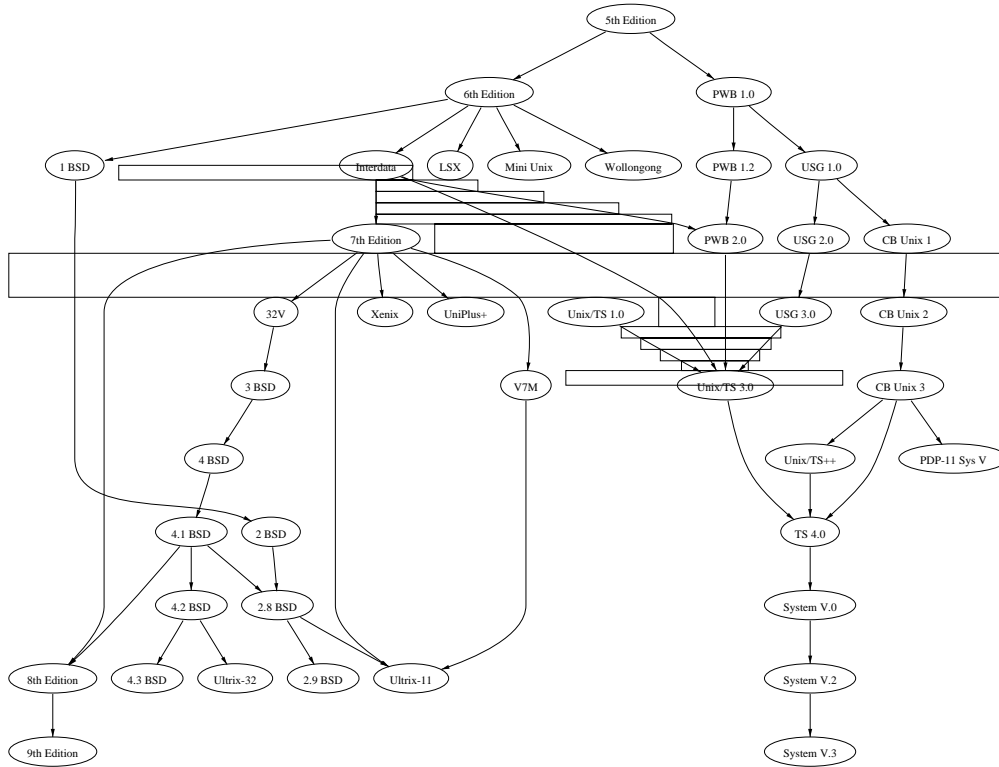 5th Edition
6th Edition
PWB 1.0
1 BSD
Interdata
LSX
Mini Unix
Wollongong
PWB 1.2
USG 1.0
7th Edition
PWB 2.0
USG 2.0
CB Unix 1
32V
Xenix
UniPlus+
Unix/TS 1.0
USG 3.0
CB Unix 2
3 BSD
V7M
Unix/TS 3.0
CB Unix 3
4 BSD
Unix/TS++
PDP-11 Sys V
4.1 BSD
2 BSD
TS 4.0
4.2 BSD
2.8 BSD
System V.0
8th Edition
4.3 BSD
Ultrix-32
2.9 BSD
Ultrix-11
System V.2
9th Edition
System V.3